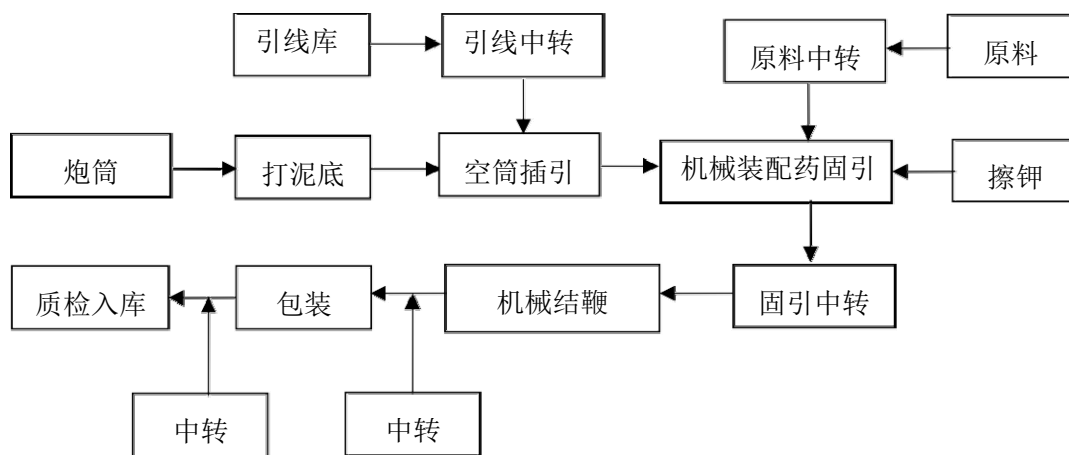 引线库
引线中转
原料中转
原料
炮筒
打泥底
空筒插引
机械装配药固引
擦钾
质检入库
包装
机械结鞭
固引中转
中转
中转